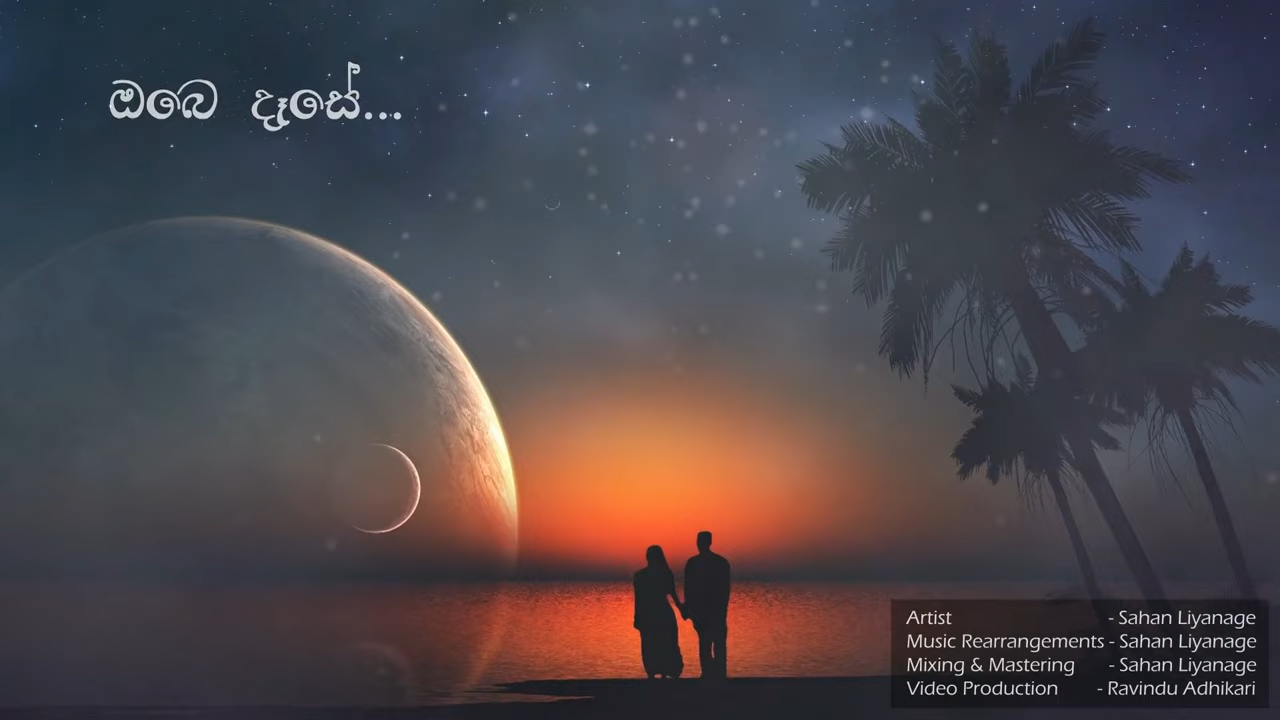 ඔබෙ දෑසේ...
Artist - Sahan Liyanage
Music Rearrangements - Sahan Liyanage
Mixing & Mastering - Sahan Liyanage
Video Production - Ravindu Adhikari